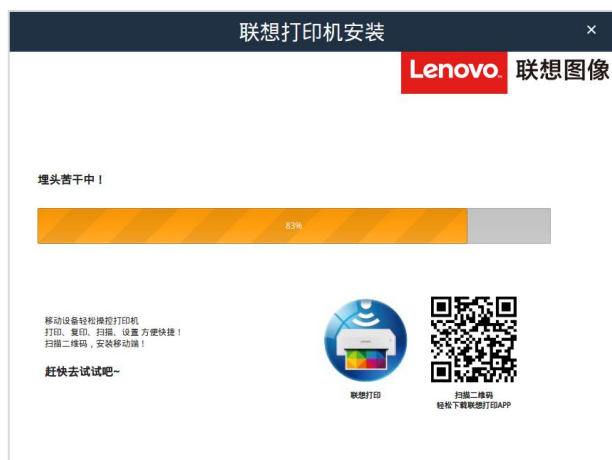 联想打印机安装
×
Lenovo. 联想图像
埋头苦干中！
83%
移动设备轻松操控打印机
打印、复印、扫描、设置 方便快捷！
扫描二维码，安装移动端！
赶快去试试吧~
联想打印
扫描二维码
轻松下载联想打印APP